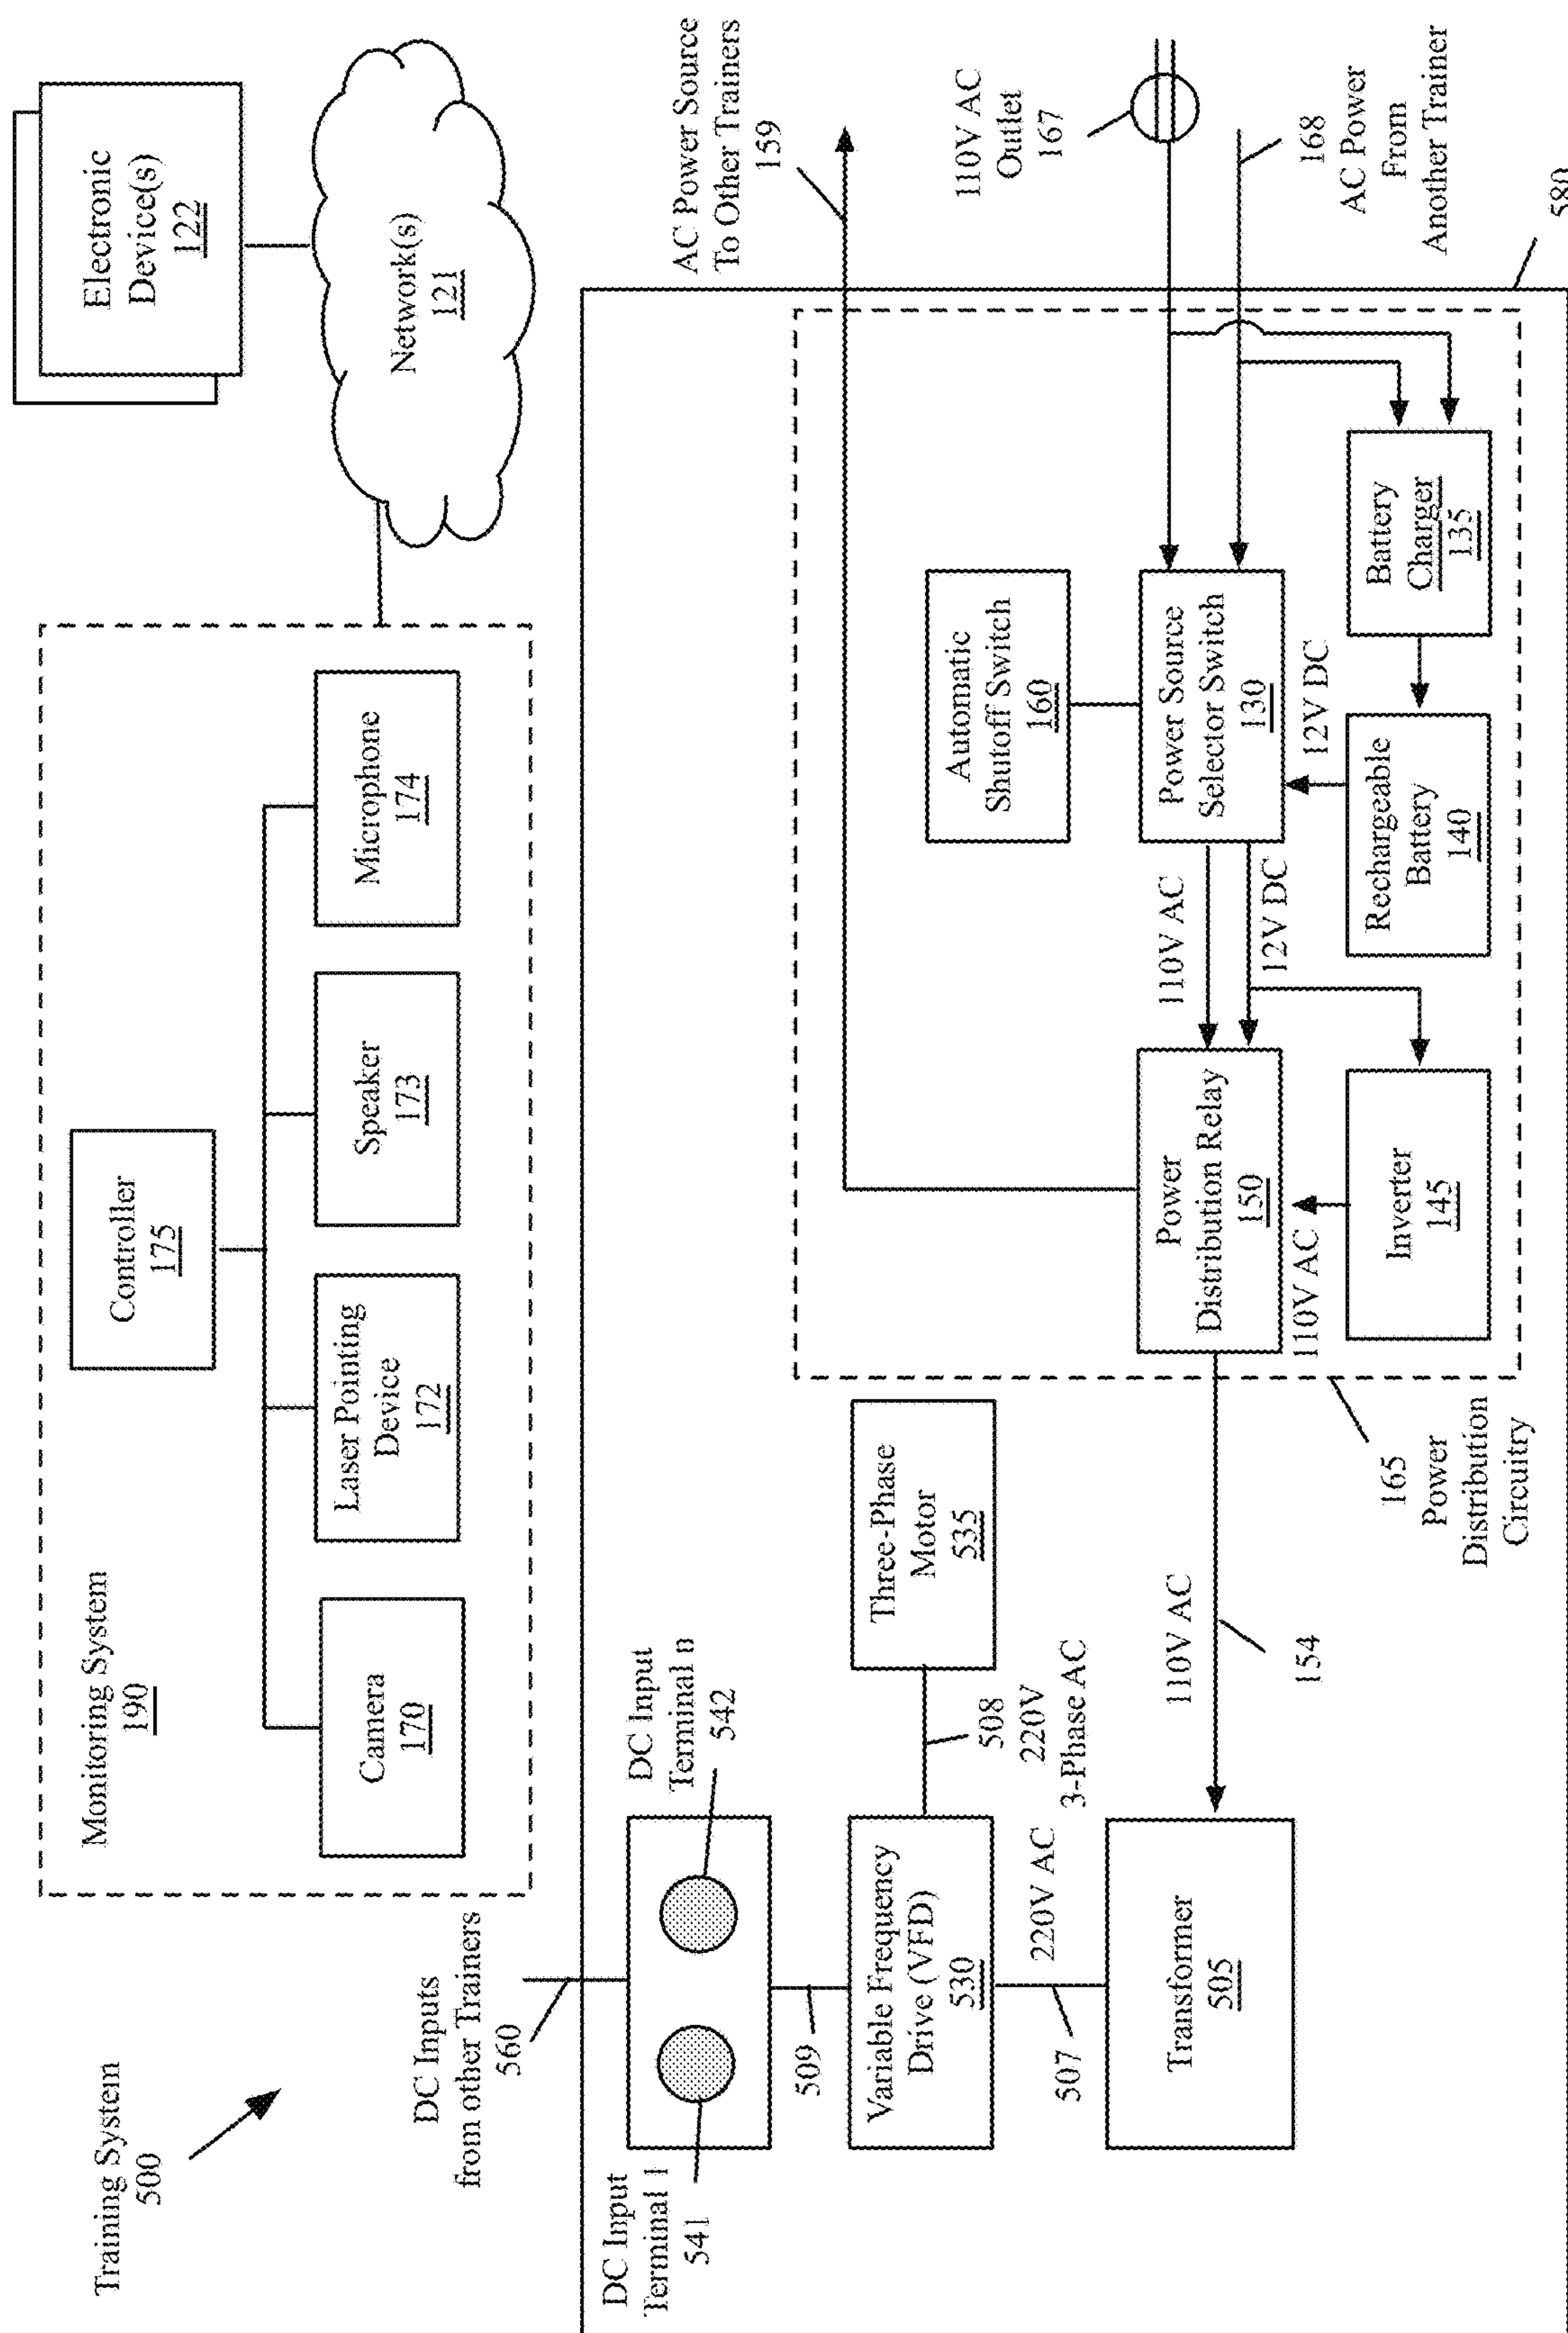 Training System
500
Monitoring System
190
Controller
175
Camera
170
Laser Pointing
Device
172
Speaker
173
Microphone
174
Electronic
Device(s)
122
Network(s)
121
DC Inputs
from other Trainers
560
DC Input
Terminal 1
541
DC Input
Terminal n
542
509
Variable Frequency
Drive (VFD)
530
508
220V
3-Phase AC
Three-Phase
Motor
535
507
220V AC
Transformer
505
110V AC
154
165
Power
Distribution
Circuitry
Power
Distribution Relay
150
110V AC
Inverter
145
110V AC
12V DC
Automatic
Shutoff Switch
160
Power Source
Selector Switch
130
12V DC
Rechargeable
Battery
140
Battery
Charger
135
AC Power Source
To Other Trainers
159
110V AC
Outlet
167
168
AC Power
From
Another Trainer
580